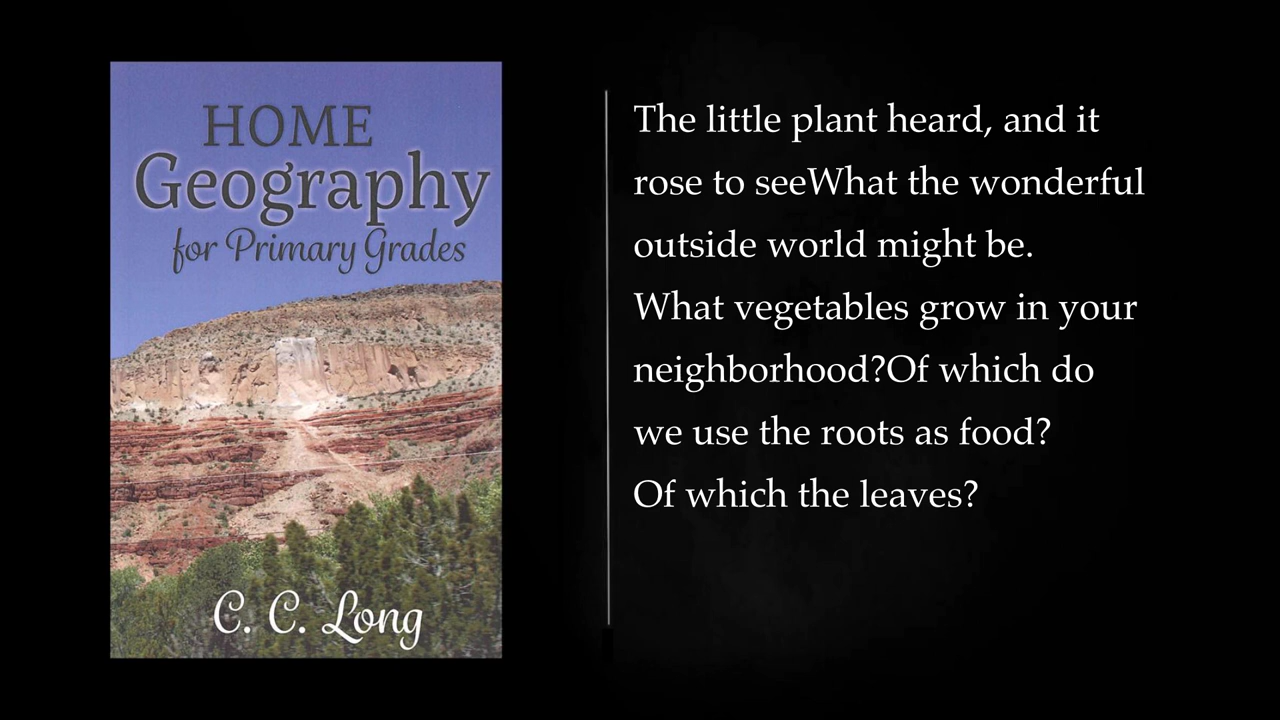 HOME
Geography
for Primary Grades
C. C. Long
The little plant heard, and it
rose to seeWhat the wonderful
outside world might be.
What vegetables grow in your
neighborhood?Of which do
we use the roots as food?
Of which the leaves?